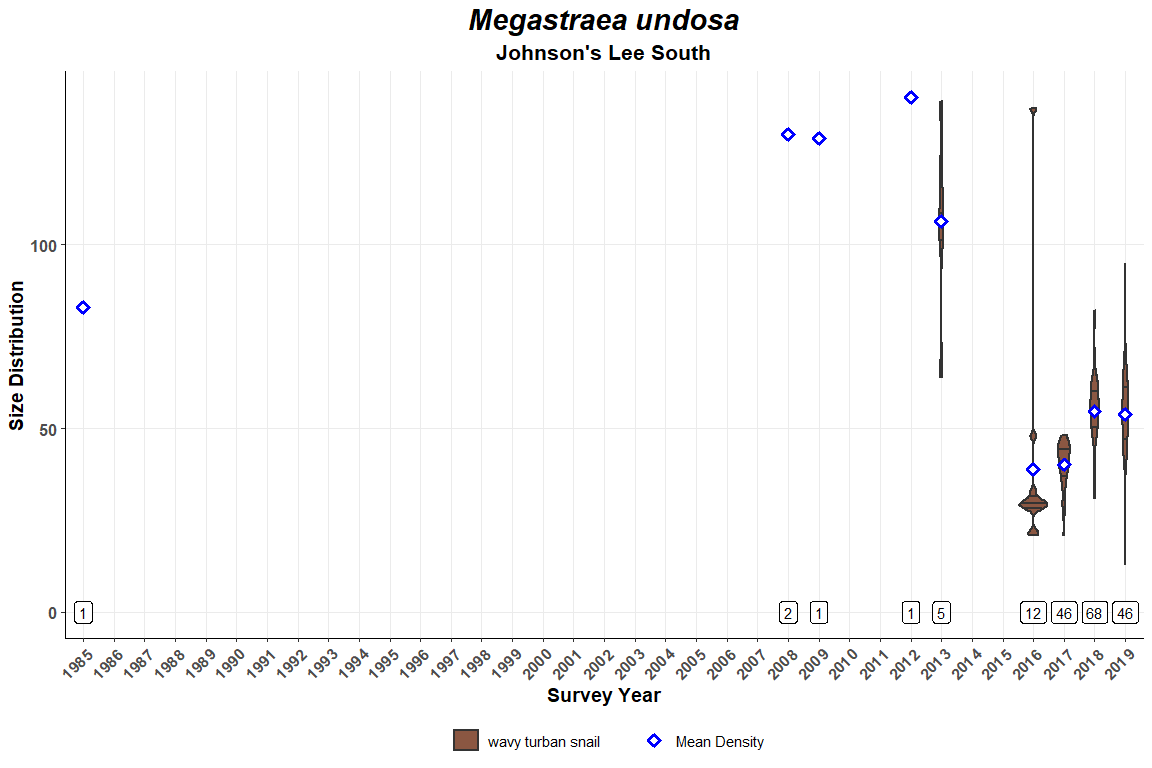 Megastraea undosa
Johnson's Lee South
Size Distribution
100
50
0
1 2 1 1 5 12 46 68 46
1985 1986 1987 1988 1989 1990 1991 1992 1993 1994 1995 1996 1997 1998 1999 2000 2001 2002 2003 2004 2005 2006 2007 2008 2009 2010 2011 2012 2013 2014 2015 2016 2017 2018 2019
Survey Year
wavy turban snail Mean Density